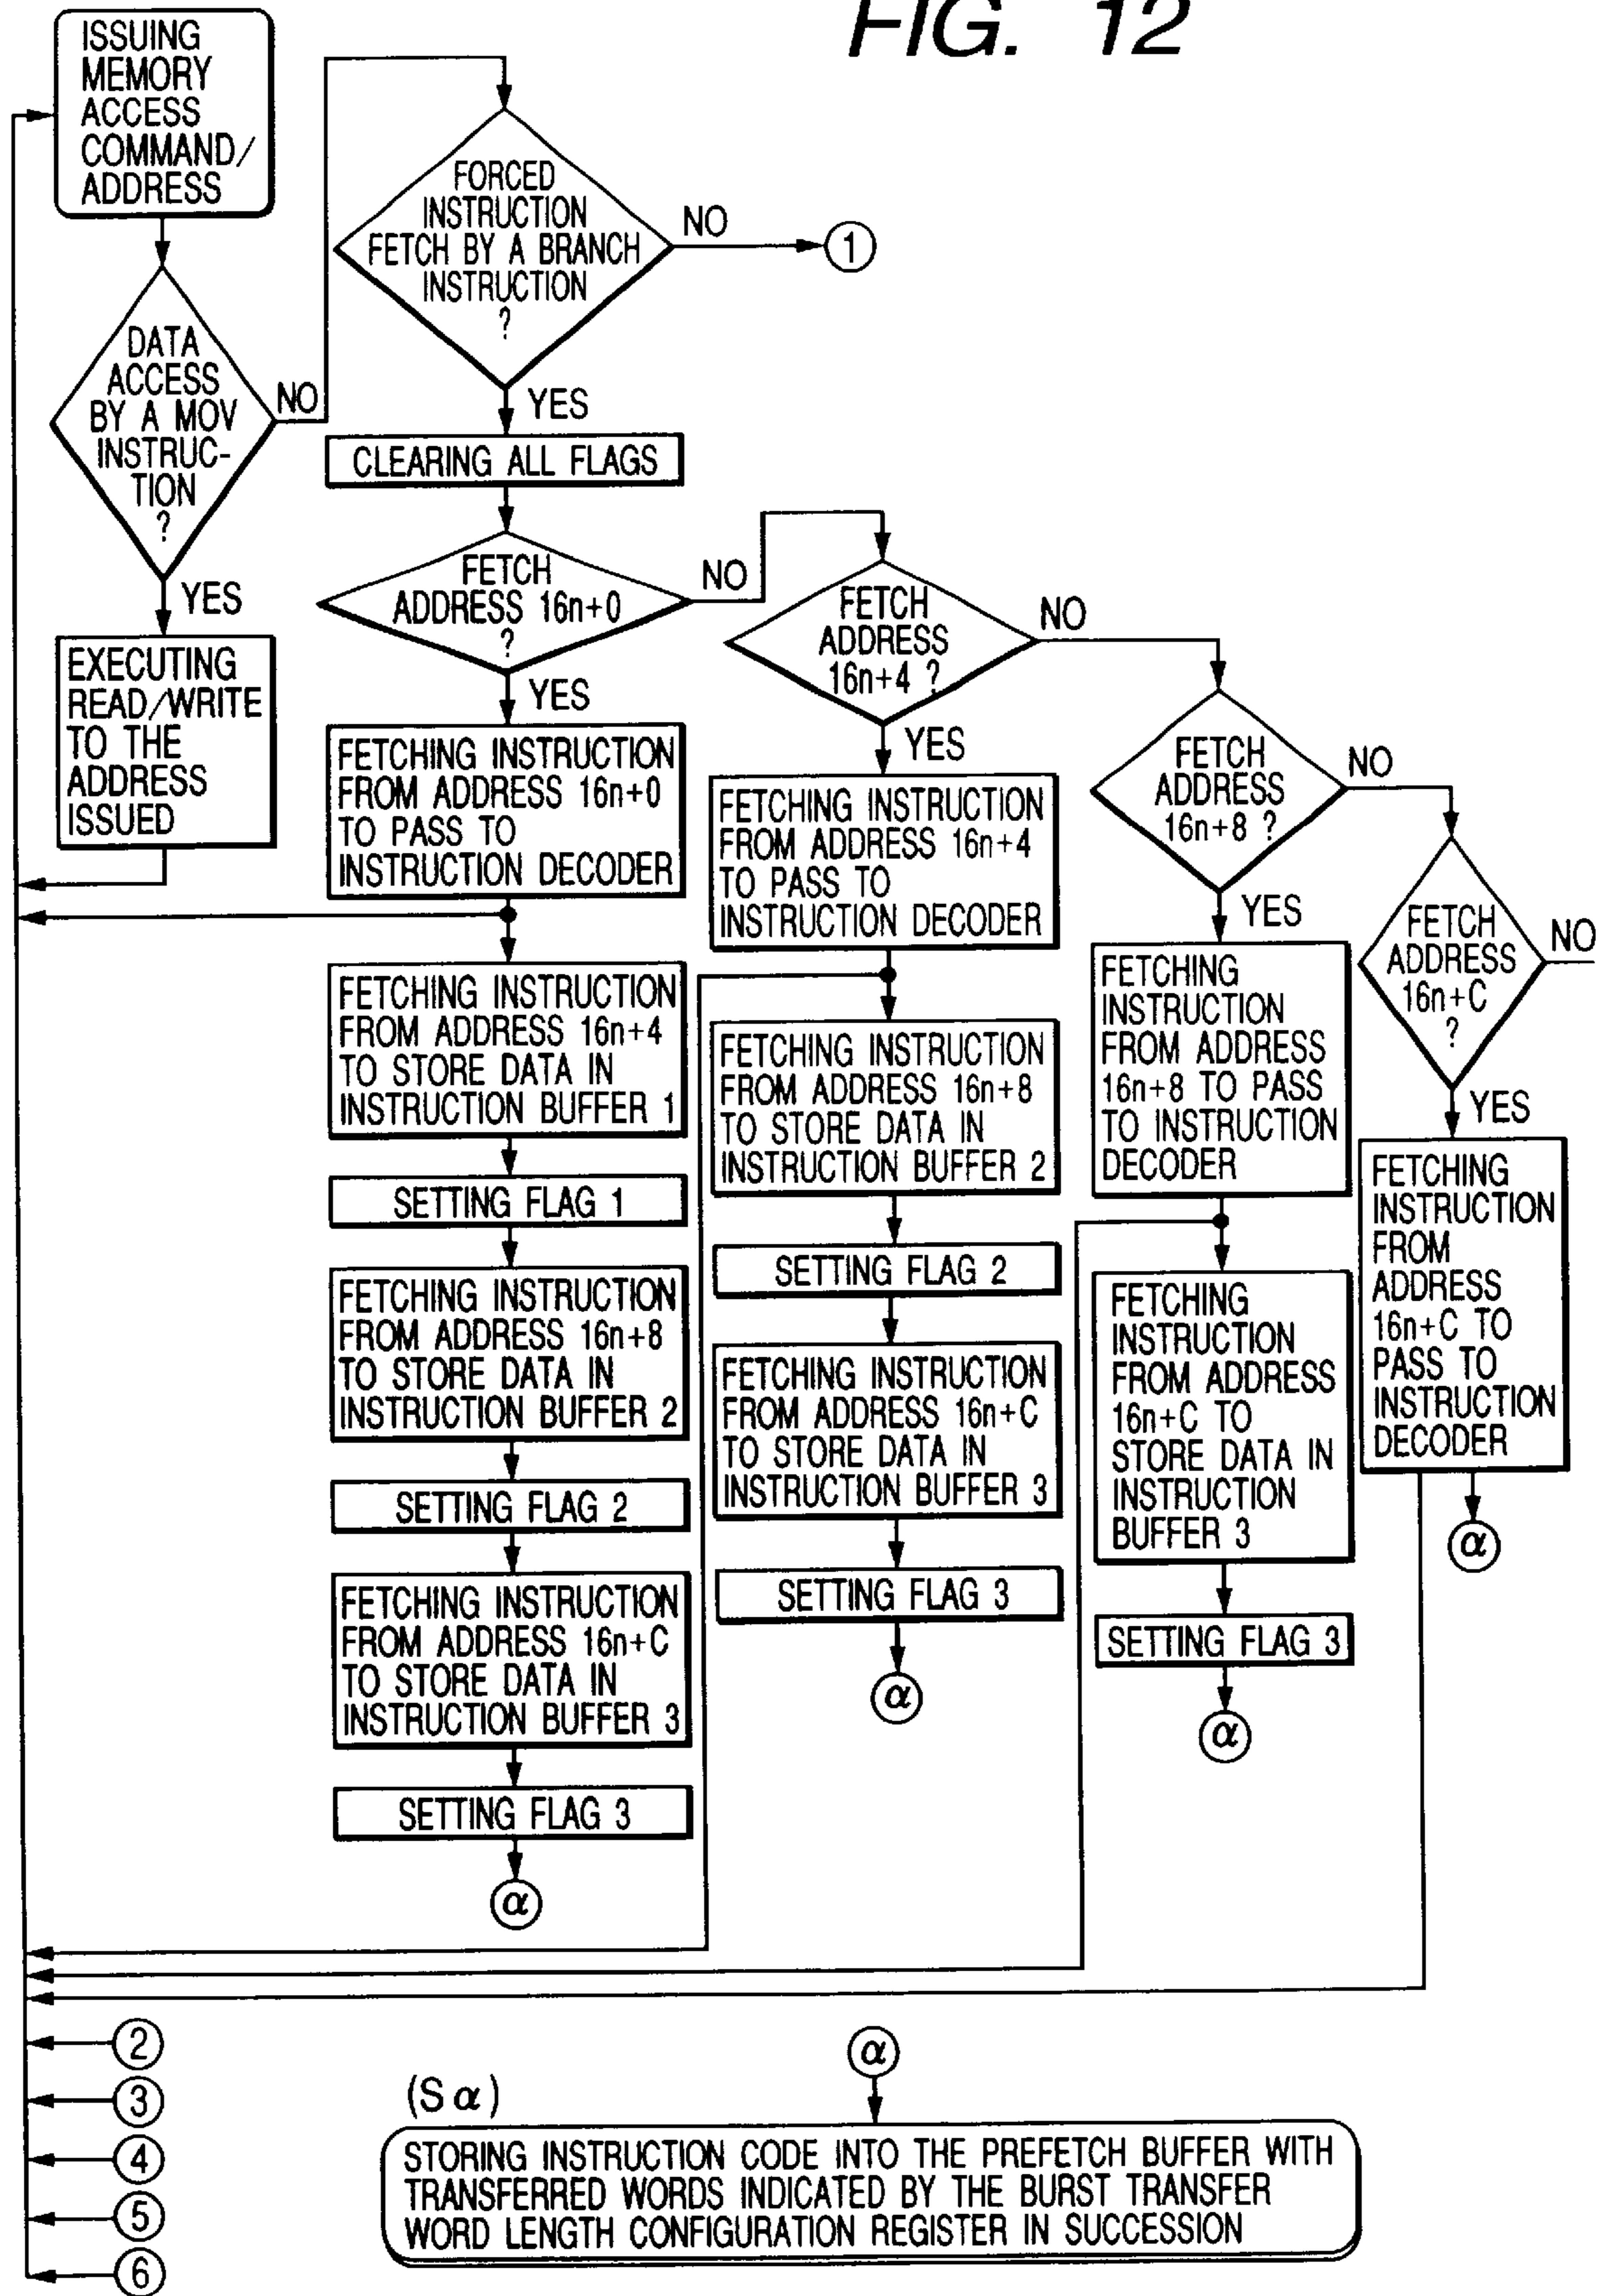 FIG. 12
ISSUING
MEMORY
ACCESS
COMMAND/
ADDRESS
DATA
ACCESS
BY A MOV
INSTRUC-
TION
?
NO
YES
EXECUTING
READ/WRITE
TO THE
ADDRESS
ISSUED
FORCED
INSTRUCTION
FETCH BY A BRANCH
INSTRUCTION
?
NO
1
YES
CLEARING ALL FLAGS
FETCH
ADDRESS 16n+0
?
NO
YES
FETCHING INSTRUCTION
FROM ADDRESS 16n+0
TO PASS TO
INSTRUCTION DECODER
FETCHING INSTRUCTION
FROM ADDRESS 16n+4
TO STORE DATA IN
INSTRUCTION BUFFER 1
SETTING FLAG 1
FETCHING INSTRUCTION
FROM ADDRESS 16n+8
TO STORE DATA IN
INSTRUCTION BUFFER 2
SETTING FLAG 2
FETCHING INSTRUCTION
FROM ADDRESS 16n+C
TO STORE DATA IN
INSTRUCTION BUFFER 3
SETTING FLAG 3
α
FETCH
ADDRESS
16n+4 ?
NO
YES
FETCHING INSTRUCTION
FROM ADDRESS 16n+4
TO PASS TO
INSTRUCTION DECODER
FETCHING INSTRUCTION
FROM ADDRESS 16n+8
TO STORE DATA IN
INSTRUCTION BUFFER 2
SETTING FLAG 2
FETCHING INSTRUCTION
FROM ADDRESS 16n+C
TO STORE DATA IN
INSTRUCTION BUFFER 3
SETTING FLAG 3
α
FETCH
ADDRESS
16n+8 ?
NO
YES
FETCHING
INSTRUCTION
FROM ADDRESS
16n+8 TO PASS
TO INSTRUCTION
DECODER
FETCHING
INSTRUCTION
FROM ADDRESS
16n+C TO
STORE DATA IN
INSTRUCTION
BUFFER 3
SETTING FLAG 3
α
FETCH
ADDRESS
16n+C
?
NO
YES
FETCHING
INSTRUCTION
FROM
ADDRESS
16n+C TO
PASS TO
INSTRUCTION
DECODER
α
2
3
4
5
6
α
(S α)
STORING INSTRUCTION CODE INTO THE PREFETCH BUFFER WITH
TRANSFERRED WORDS INDICATED BY THE BURST TRANSFER
WORD LENGTH CONFIGURATION REGISTER IN SUCCESSION